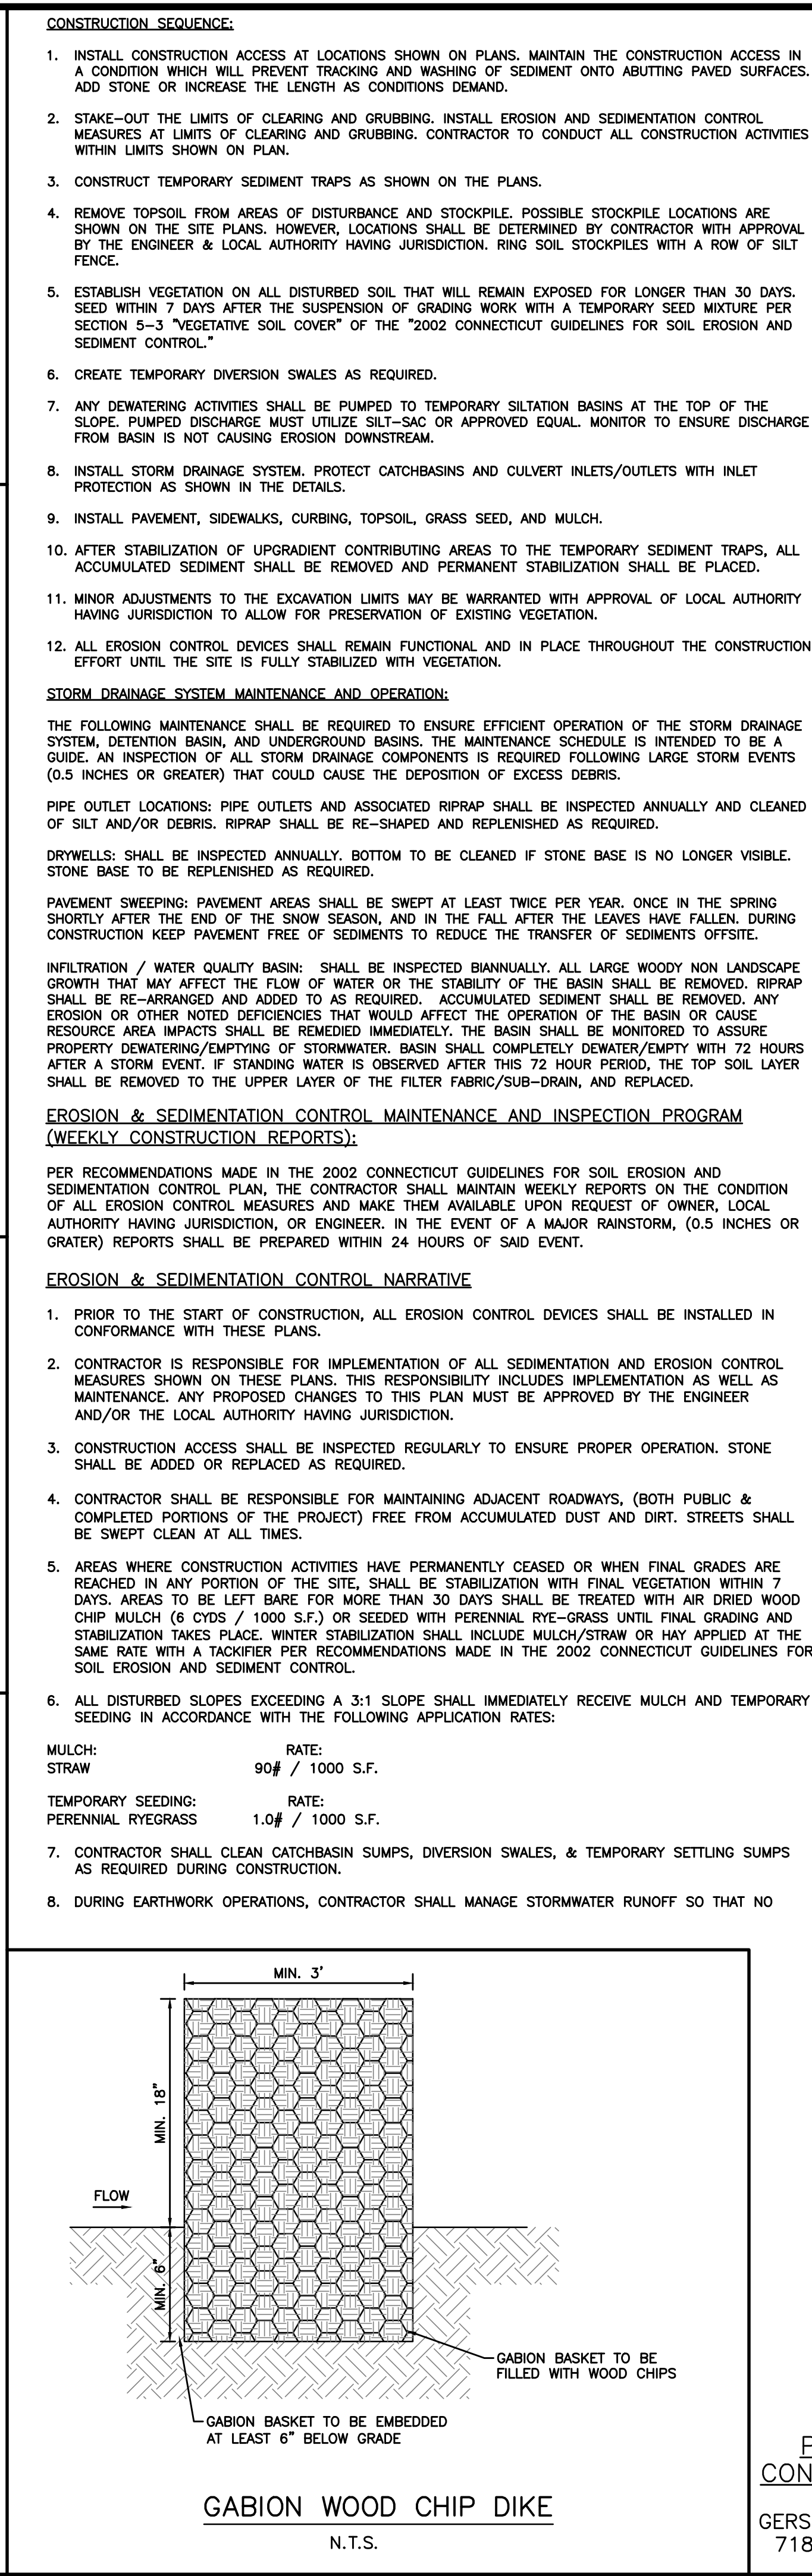 CONSTRUCTION SEQUENCE:
1. INSTALL CONSTRUCTION ACCESS AT LOCATIONS SHOWN ON PLANS. MAINTAIN THE CONSTRUCTION ACCESS IN
A CONDITION WHICH WILL PREVENT TRACKING AND WASHING OF SEDIMENT ONTO ABUTTING PAVED SURFACES.
ADD STONE OR INCREASE THE LENGTH AS CONDITIONS DEMAND.
2. STAKE-OUT THE LIMITS OF CLEARING AND GRUBBING. INSTALL EROSION AND SEDIMENTATION CONTROL
MEASURES AT LIMITS OF CLEARING AND GRUBBING. CONTRACTOR TO CONDUCT ALL CONSTRUCTION ACTIVITIES
WITHIN LIMITS SHOWN ON PLAN.
3. CONSTRUCT TEMPORARY SEDIMENT TRAPS AS SHOWN ON THE PLANS.
4. REMOVE TOPSOIL FROM AREAS OF DISTURBANCE AND STOCKPILE. POSSIBLE STOCKPILE LOCATIONS ARE
SHOWN ON THE SITE PLANS. HOWEVER, LOCATIONS SHALL BE DETERMINED BY CONTRACTOR WITH APPROVAL
BY THE ENGINEER & LOCAL AUTHORITY HAVING JURISDICTION. RING SOIL STOCKPILES WITH A ROW OF SILT
FENCE.
5. ESTABLISH VEGETATION ON ALL DISTURBED SOIL THAT WILL REMAIN EXPOSED FOR LONGER THAN 30 DAYS.
SEED WITHIN 7 DAYS AFTER THE SUSPENSION OF GRADING WORK WITH A TEMPORARY SEED MIXTURE PER
SECTION 5-3 "VEGETATIVE SOIL COVER" OF THE "2002 CONNECTICUT GUIDELINES FOR SOIL EROSION AND
SEDIMENT CONTROL."
6. CREATE TEMPORARY DIVERSION SWALES AS REQUIRED.
7. ANY DEWATERING ACTIVITIES SHALL BE PUMPED TO TEMPORARY SILTATION BASINS AT THE TOP OF THE
SLOPE. PUMPED DISCHARGE MUST UTILIZE SILT-SAC OR APPROVED EQUAL. MONITOR TO ENSURE DISCHARGE
FROM BASIN IS NOT CAUSING EROSION DOWNSTREAM.
8. INSTALL STORM DRAINAGE SYSTEM. PROTECT CATCHBASINS AND CULVERT INLETS/OUTLETS WITH INLET
PROTECTION AS SHOWN IN THE DETAILS.
9. INSTALL PAVEMENT, SIDEWALKS, CURBING, TOPSOIL, GRASS SEED, AND MULCH.
10. AFTER STABILIZATION OF UPGRADIENT CONTRIBUTING AREAS TO THE TEMPORARY SEDIMENT TRAPS, ALL
ACCUMULATED SEDIMENT SHALL BE REMOVED AND PERMANENT STABILIZATION SHALL BE PLACED.
11. MINOR ADJUSTMENTS TO THE EXCAVATION LIMITS MAY BE WARRANTED WITH APPROVAL OF LOCAL AUTHORITY
HAVING JURISDICTION TO ALLOW FOR PRESERVATION OF EXISTING VEGETATION.
12. ALL EROSION CONTROL DEVICES SHALL REMAIN FUNCTIONAL AND IN PLACE THROUGHOUT THE CONSTRUCTION
EFFORT UNTIL THE SITE IS FULLY STABILIZED WITH VEGETATION.
STORM DRAINAGE SYSTEM MAINTENANCE AND OPERATION:
THE FOLLOWING MAINTENANCE SHALL BE REQUIRED TO ENSURE EFFICIENT OPERATION OF THE STORM DRAINAGE
SYSTEM, DETENTION BASIN, AND UNDERGROUND BASINS. THE MAINTENANCE SCHEDULE IS INTENDED TO BE A
GUIDE. AN INSPECTION OF ALL STORM DRAINAGE COMPONENTS IS REQUIRED FOLLOWING LARGE STORM EVENTS
(0.5 INCHES OR GREATER) THAT COULD CAUSE THE DEPOSITION OF EXCESS DEBRIS.
PIPE OUTLET LOCATIONS: PIPE OUTLETS AND ASSOCIATED RIPRAP SHALL BE INSPECTED ANNUALLY AND CLEANED
OF SILT AND/OR DEBRIS. RIPRAP SHALL BE RE-SHAPED AND REPLENISHED AS REQUIRED.
DRYWELLS: SHALL BE INSPECTED ANNUALLY. BOTTOM TO BE CLEANED IF STONE BASE IS NO LONGER VISIBLE.
STONE BASE TO BE REPLENISHED AS REQUIRED.
PAVEMENT SWEEPING: PAVEMENT AREAS SHALL BE SWEPT AT LEAST TWICE PER YEAR. ONCE IN THE SPRING
SHORTLY AFTER THE END OF THE SNOW SEASON, AND IN THE FALL AFTER THE LEAVES HAVE FALLEN. DURING
CONSTRUCTION KEEP PAVEMENT FREE OF SEDIMENTS TO REDUCE THE TRANSFER OF SEDIMENTS OFFSITE.
INFILTRATION / WATER QUALITY BASIN: SHALL BE INSPECTED BIANNUALLY. ALL LARGE WOODY NON LANDSCAPE
GROWTH THAT MAY AFFECT THE FLOW OF WATER OR THE STABILITY OF THE BASIN SHALL BE REMOVED. RIPRAP
SHALL BE RE-ARRANGED AND ADDED TO AS REQUIRED. ACCUMULATED SEDIMENT SHALL BE REMOVED. ANY
EROSION OR OTHER NOTED DEFICIENCIES THAT WOULD AFFECT THE OPERATION OF THE BASIN OR CAUSE
RESOURCE AREA IMPACTS SHALL BE REMEDIED IMMEDIATELY. THE BASIN SHALL BE MONITORED TO ASSURE
PROPERTY DEWATERING/EMPTYING OF STORMWATER. BASIN SHALL COMPLETELY DEWATER/EMPTY WITH 72 HOURS
AFTER A STORM EVENT. IF STANDING WATER IS OBSERVED AFTER THIS 72 HOUR PERIOD, THE TOP SOIL LAYER
SHALL BE REMOVED TO THE UPPER LAYER OF THE FILTER FABRIC/SUB-DRAIN, AND REPLACED.
EROSION & SEDIMENTATION CONTROL MAINTENANCE AND INSPECTION PROGRAM
(WEEKLY CONSTRUCTION REPORTS):
PER RECOMMENDATIONS MADE IN THE 2002 CONNECTICUT GUIDELINES FOR SOIL EROSION AND
SEDIMENTATION CONTROL PLAN, THE CONTRACTOR SHALL MAINTAIN WEEKLY REPORTS ON THE CONDITION
OF ALL EROSION CONTROL MEASURES AND MAKE THEM AVAILABLE UPON REQUEST OF OWNER, LOCAL
AUTHORITY HAVING JURISDICTION, OR ENGINEER. IN THE EVENT OF A MAJOR RAINSTORM, (0.5 INCHES OR
GRATER) REPORTS SHALL BE PREPARED WITHIN 24 HOURS OF SAID EVENT.
EROSION & SEDIMENTATION CONTROL NARRATIVE
1. PRIOR TO THE START OF CONSTRUCTION, ALL EROSION CONTROL DEVICES SHALL BE INSTALLED IN
CONFORMANCE WITH THESE PLANS.
2. CONTRACTOR IS RESPONSIBLE FOR IMPLEMENTATION OF ALL SEDIMENTATION AND EROSION CONTROL
MEASURES SHOWN ON THESE PLANS. THIS RESPONSIBILITY INCLUDES IMPLEMENTATION AS WELL AS
MAINTENANCE. ANY PROPOSED CHANGES TO THIS PLAN MUST BE APPROVED BY THE ENGINEER
AND/OR THE LOCAL AUTHORITY HAVING JURISDICTION.
3. CONSTRUCTION ACCESS SHALL BE INSPECTED REGULARLY TO ENSURE PROPER OPERATION. STONE
SHALL BE ADDED OR REPLACED AS REQUIRED.
4. CONTRACTOR SHALL BE RESPONSIBLE FOR MAINTAINING ADJACENT ROADWAYS, (BOTH PUBLIC &
COMPLETED PORTIONS OF THE PROJECT) FREE FROM ACCUMULATED DUST AND DIRT. STREETS SHALL
BE SWEPT CLEAN AT ALL TIMES.
5. AREAS WHERE CONSTRUCTION ACTIVITIES HAVE PERMANENTLY CEASED OR WHEN FINAL GRADES ARE
REACHED IN ANY PORTION OF THE SITE, SHALL BE STABILIZATION WITH FINAL VEGETATION WITHIN 7
DAYS. AREAS TO BE LEFT BARE FOR MORE THAN 30 DAYS SHALL BE TREATED WITH AIR DRIED WOOD
CHIP MULCH (6 CYDS / 1000 S.F.) OR SEEDED WITH PERENNIAL RYE-GRASS UNTIL FINAL GRADING AND
STABILIZATION TAKES PLACE. WINTER STABILIZATION SHALL INCLUDE MULCH/STRAW OR HAY APPLIED AT THE
SAME RATE WITH A TACKIFIER PER RECOMMENDATIONS MADE IN THE 2002 CONNECTICUT GUIDELINES FOR
SOIL EROSION AND SEDIMENT CONTROL.
6. ALL DISTURBED SLOPES EXCEEDING A 3:1 SLOPE SHALL IMMEDIATELY RECEIVE MULCH AND TEMPORARY
SEEDING IN ACCORDANCE WITH THE FOLLOWING APPLICATION RATES:
MULCH: RATE:
STRAW 90# / 1000 S.F.
TEMPORARY SEEDING: RATE:
PERENNIAL RYEGRASS 1.0# / 1000 S.F.
7. CONTRACTOR SHALL CLEAN CATCHBASIN SUMPS, DIVERSION SWALES, & TEMPORARY SETTLING SUMPS
AS REQUIRED DURING CONSTRUCTION.
8. DURING EARTHWORK OPERATIONS, CONTRACTOR SHALL MANAGE STORMWATER RUNOFF SO THAT NO
MIN. 3'
MIN. 18"
FLOW
MIN. 6"
GABION BASKET TO BE
FILLED WITH WOOD CHIPS
GABION BASKET TO BE EMBEDDED
AT LEAST 6" BELOW GRADE
GABION WOOD CHIP DIKE
N.T.S.
P
CON
GERS
718